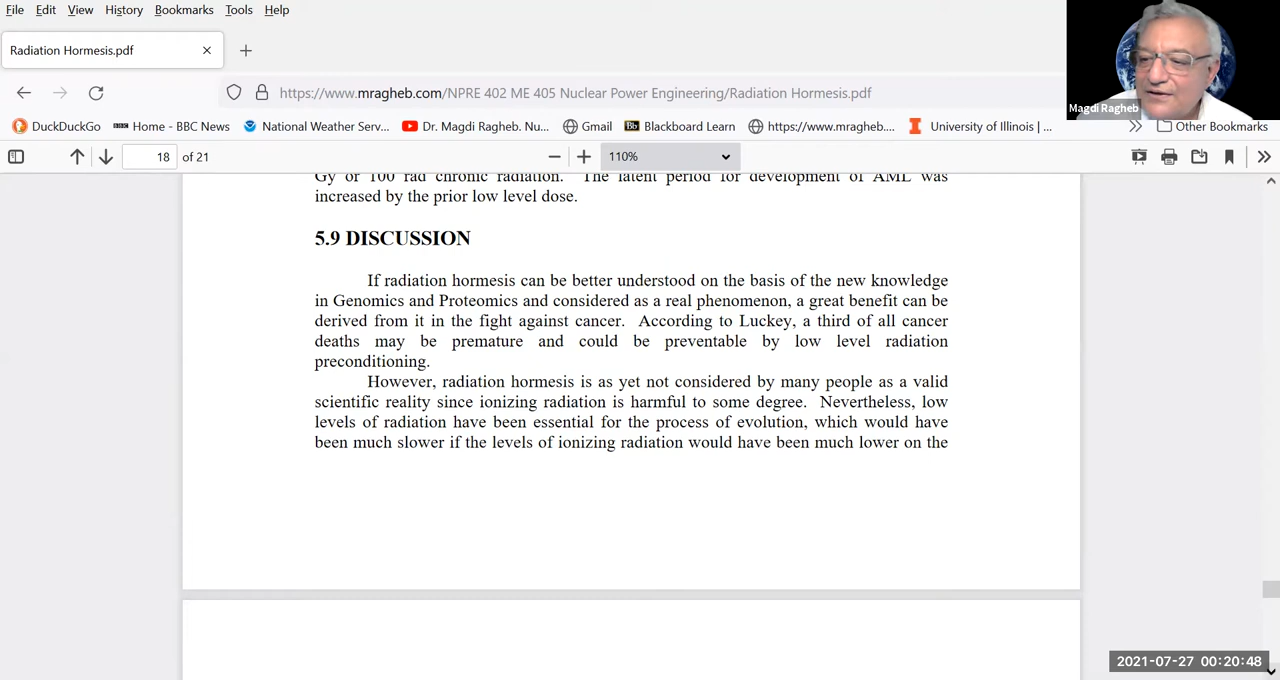 File Edit View History Bookmarks Tools Help
Radiation Hormesis.pdf
https://www.mragheb.com/NPRE 402 ME 405 Nuclear Power Engineering/Radiation Hormesis.pdf
Magdi Ragheb
DuckDuckGo BBC Home - BBC News National Weather Serv... Dr. Magdi Ragheb. Nu... Gmail Bb Blackboard Learn https://www.mragheb.... I University of Illinois |... Other Bookmarks
18 of 21 110%
Gy or 100 rad chronic radiation. The latent period for development of AML was
increased by the prior low level dose.
5.9 DISCUSSION
If radiation hormesis can be better understood on the basis of the new knowledge
in Genomics and Proteomics and considered as a real phenomenon, a great benefit can be
derived from it in the fight against cancer. According to Luckey, a third of all cancer
deaths may be premature and could be preventable by low level radiation
preconditioning.
However, radiation hormesis is as yet not considered by many people as a valid
scientific reality since ionizing radiation is harmful to some degree. Nevertheless, low
levels of radiation have been essential for the process of evolution, which would have
been much slower if the levels of ionizing radiation would have been much lower on the
2021-07-27 00:20:48